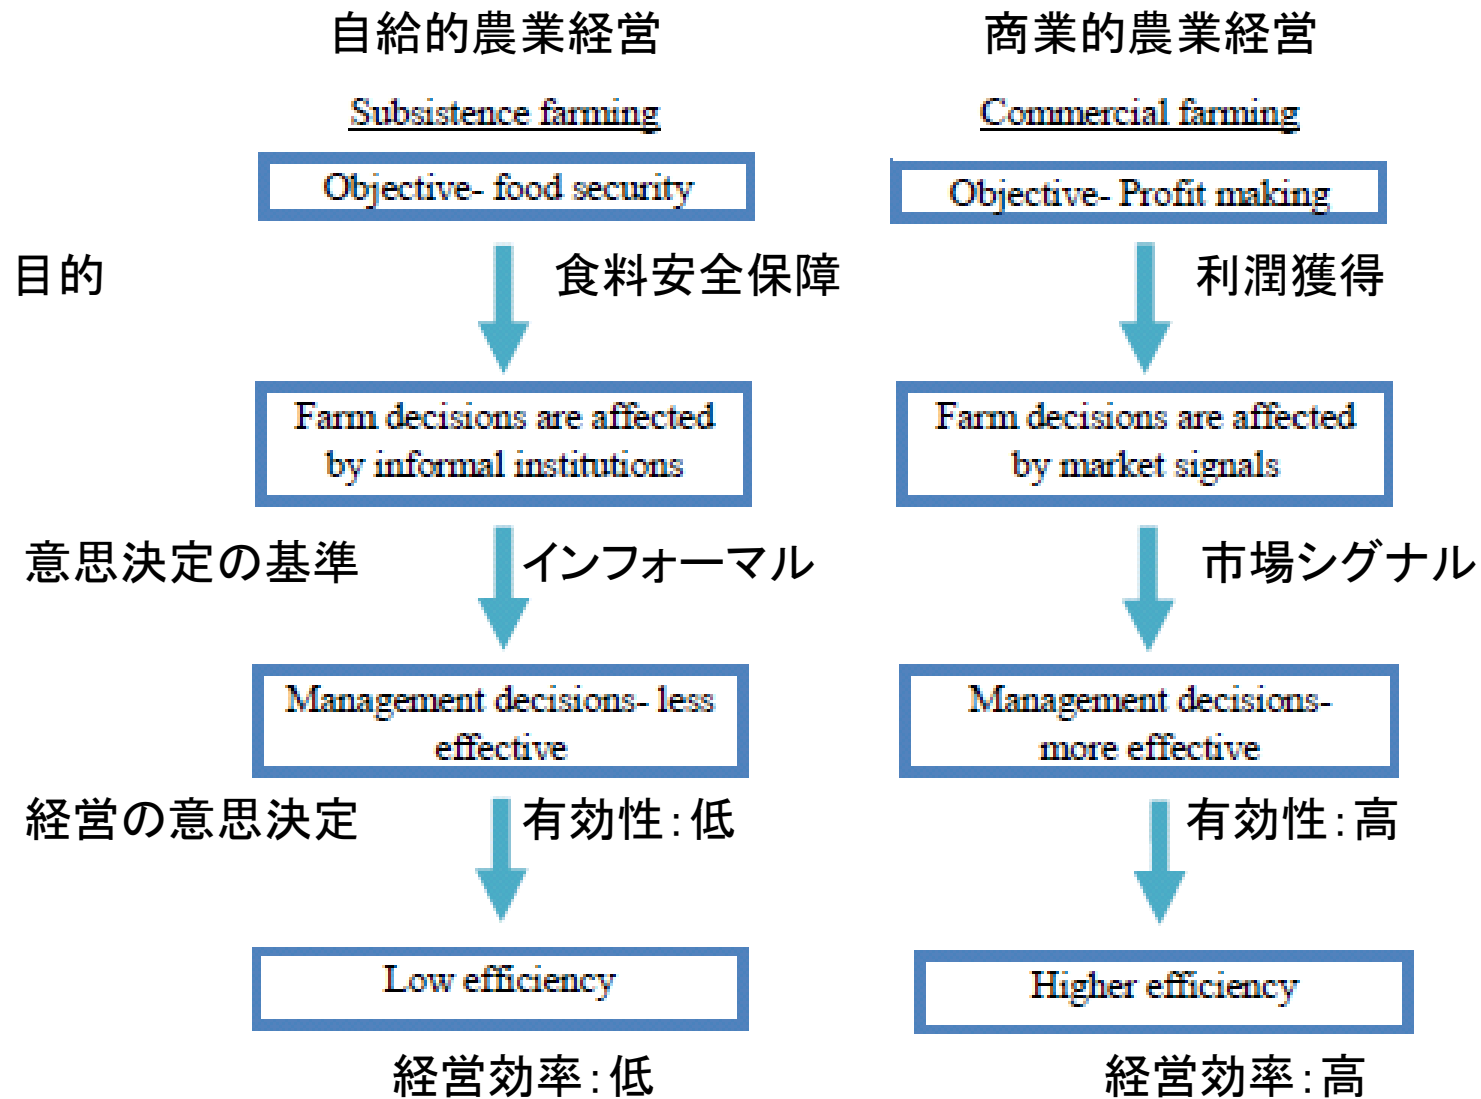 自給的農業経営
商業的農業経営
Subsistence farming
Commercial farming
Objective- food security
Objective- Profit making
目的
食料安全保障
利潤獲得
Farm decisions are affected
by informal institutions
Farm decisions are affected
by market signals
意思決定の基準
インフォーマル
市場シグナル
Management decisions- less
effective
Management decisions-
more effective
経営の意思決定
有効性：低
有効性：高
Low efficiency
Higher efficiency
経営効率：低
経営効率：高